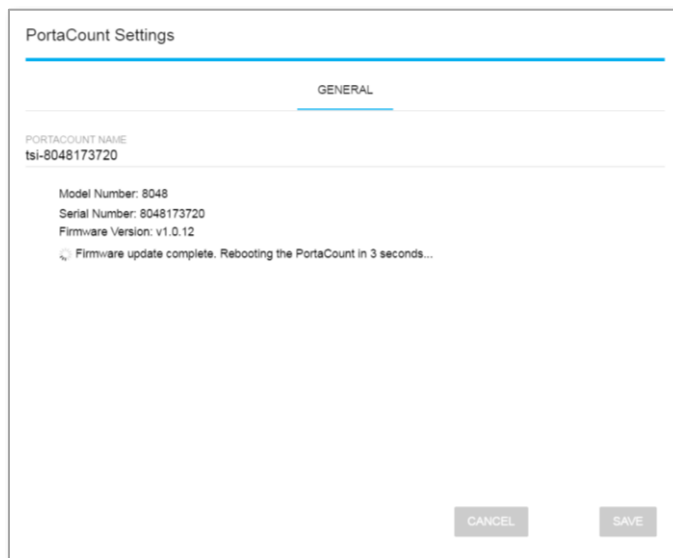 PortaCount Settings
GENERAL
PORTACOUNT NAME
tsi-8048173720
Model Number: 8048
Serial Number: 8048173720
Firmware Version: v1.0.12
Firmware update complete. Rebooting the PortaCount in 3 seconds...
CANCEL
SAVE